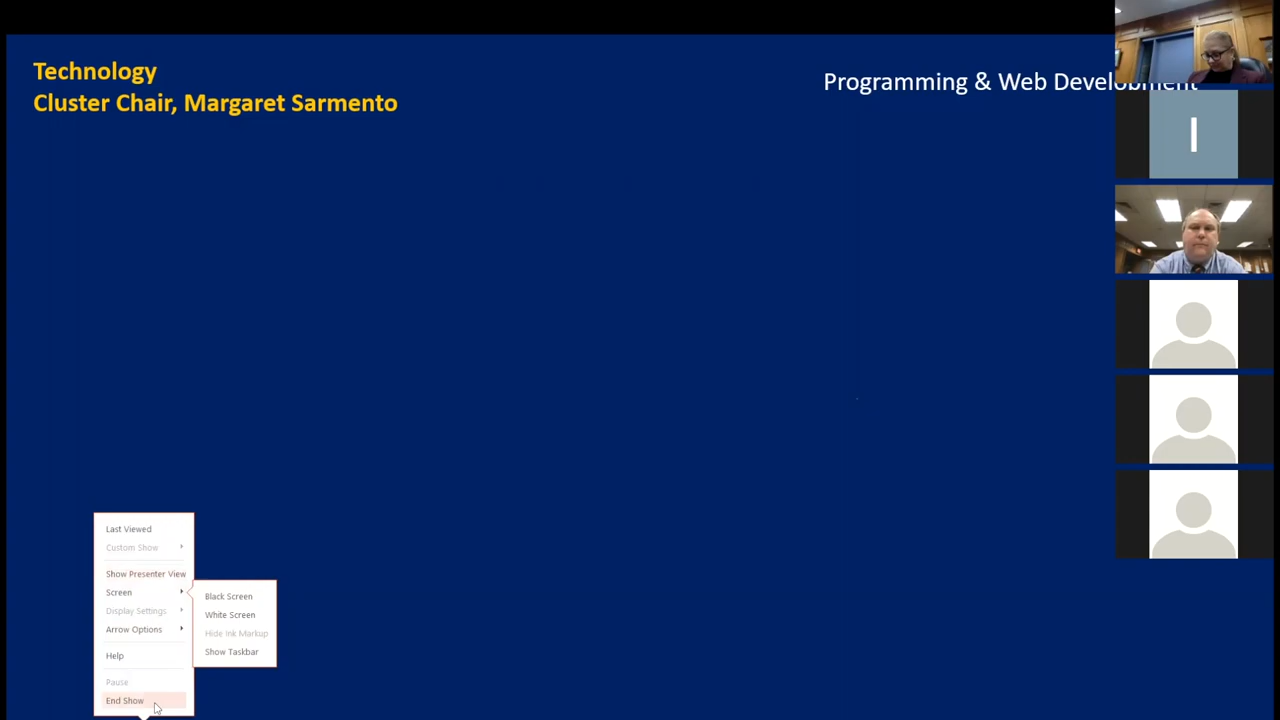 Technology
Cluster Chair, Margaret Sarmento
Programming & Web Development
I
Last Viewed
Custom Show
Show Presenter View
Screen
Display Settings
Arrow Options
Help
Pause
End Show
Black Screen
White Screen
Hide Ink Markup
Show Taskbar